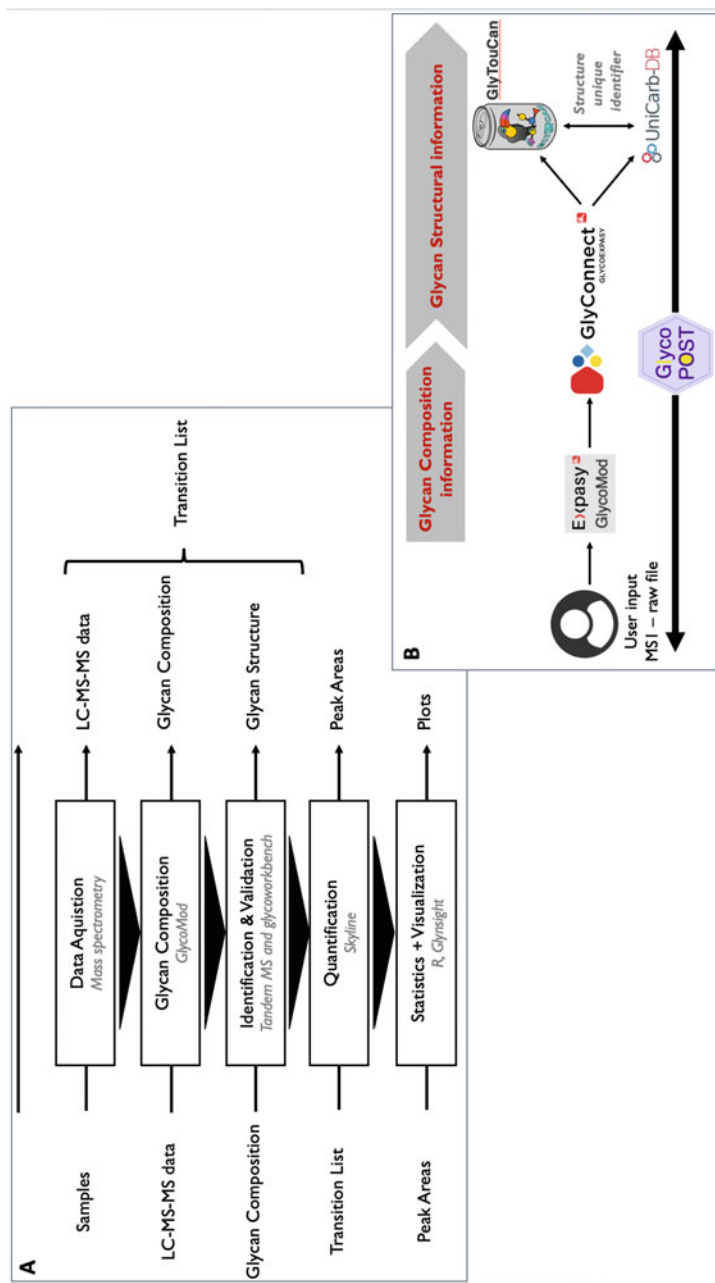 A
Samples
Data Aquistion
Mass spectrometry
LC-MS-MS data
LC-MS-MS data
Glycan Composition
GlycoMod
Glycan Composition
Glycan Composition
Identification & Validation
Tandem MS and glycoworkbench
Glycan Structure
Transition List
Transition List
Quantification
Skyline
Peak Areas
Peak Areas
Statistics + Visualization
R, Glynsight
Plots
B
Glycan Composition
information
Glycan Structural information
User input
MS1 – raw file
Expasy
GlycoMod
GlyConnect
GLYCOEXPASY
GlyTouCan
Structure
unique
identifier
UniCarb-DB
Glyco
POST